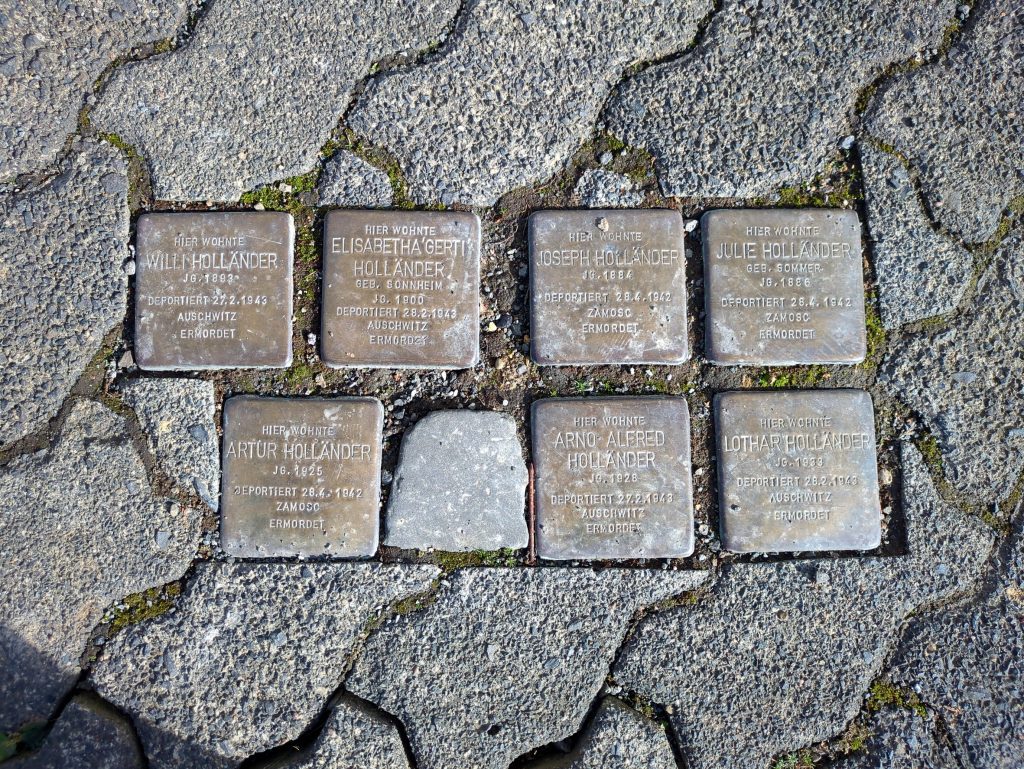 HIER WOHNTE
WILLI HOLLÄNDER
JG. 1893
DEPORTIERT 27.2.1943
AUSCHWITZ
ERMORDET
HIER WOHNTE
ELISABETHA 'GERTI'
HOLLÄNDER
GEB. SONNHEIM
JG. 1900
DEPORTIERT 28.2.1943
AUSCHWITZ
ERMORDET
HIER WOHNTE
JOSEPH HOLLÄNDER
JG. 1884
DEPORTIERT 28.4.1942
ZAMOSC
ERMORDET
HIER WOHNTE
JULIE HOLLÄNDER
GEB. SOMMER
JG. 1886
DEPORTIERT 28.4.1942
ZAMOSC
ERMORDET
HIER WOHNTE
ARTUR HOLLÄNDER
JG. 1925
DEPORTIERT 28.4.1942
ZAMOSC
ERMORDET
HIER WOHNTE
ARNO ALFRED
HOLLÄNDER
JG. 1926
DEPORTIERT 27.2.1943
AUSCHWITZ
ERMORDET
HIER WOHNTE
LOTHAR HOLLÄNDER
JG. 1933
DEPORTIERT 28.2.1943
AUSCHWITZ
ERMORDET